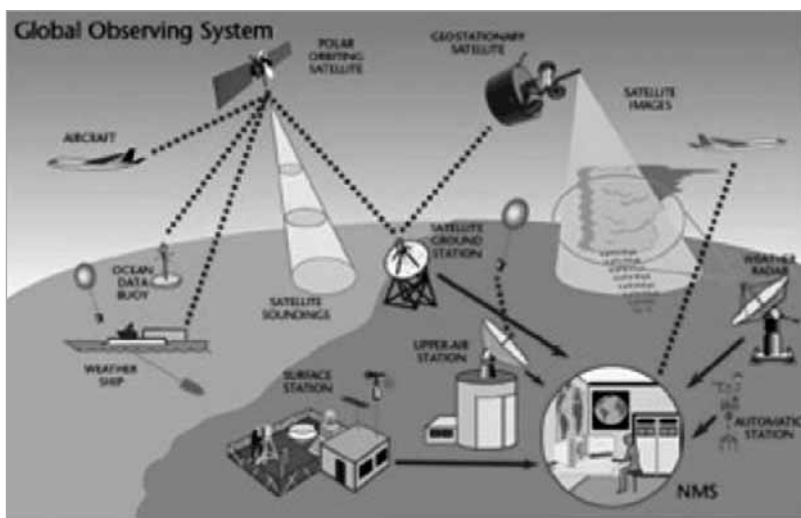 Global Observing System
POLAR
ORBITING
SATELLITE
GEOSTATIONARY
SATELLITE
SATELLITE
IMAGES
AIRCRAFT
OCEAN
DATA
BUOY
SATELLITE
SOUNDINGS
SATELLITE
GROUND
STATION
WEATHER
RADAR
WEATHER
SHIP
UPPER-AIR
STATION
SURFACE
STATION
AUTOMATIC
STATION
NMS